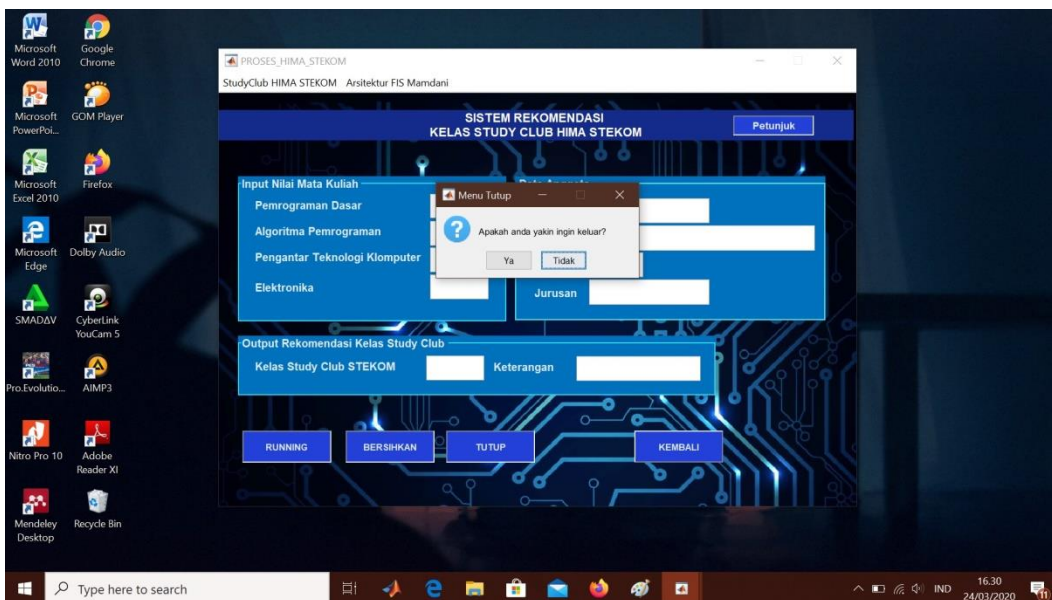 Microsoft Word 2010
Google Chrome
Microsoft PowerPoi...
GOM Player
Microsoft Excel 2010
Firefox
Microsoft Edge
Dolby Audio
SMADΔV
CyberLink YouCam 5
Pro.Evolutio...
AIMP3
Nitro Pro 10
Adobe Reader XI
Mendeley Desktop
Recycle Bin
PROSES_HIMA_STEKOM
StudyClub HIMA STEKOM Arsitektur FIS Mamdani
SISTEM REKOMENDASI
KELAS STUDY CLUB HIMA STEKOM
Petunjuk
Input Nilai Mata Kuliah
Pemrograman Dasar
Algoritma Pemrograman
Pengantar Teknologi Klomputer
Elektronika
Menu Tutup
Apakah anda yakin ingin keluar?
Ya
Tidak
Jurusan
Output Rekomendasi Kelas Study Club
Kelas Study Club STEKOM
Keterangan
RUNNING
BERSIHKAN
TUTUP
KEMBALI
Type here to search
IND
16.30
24/03/2020